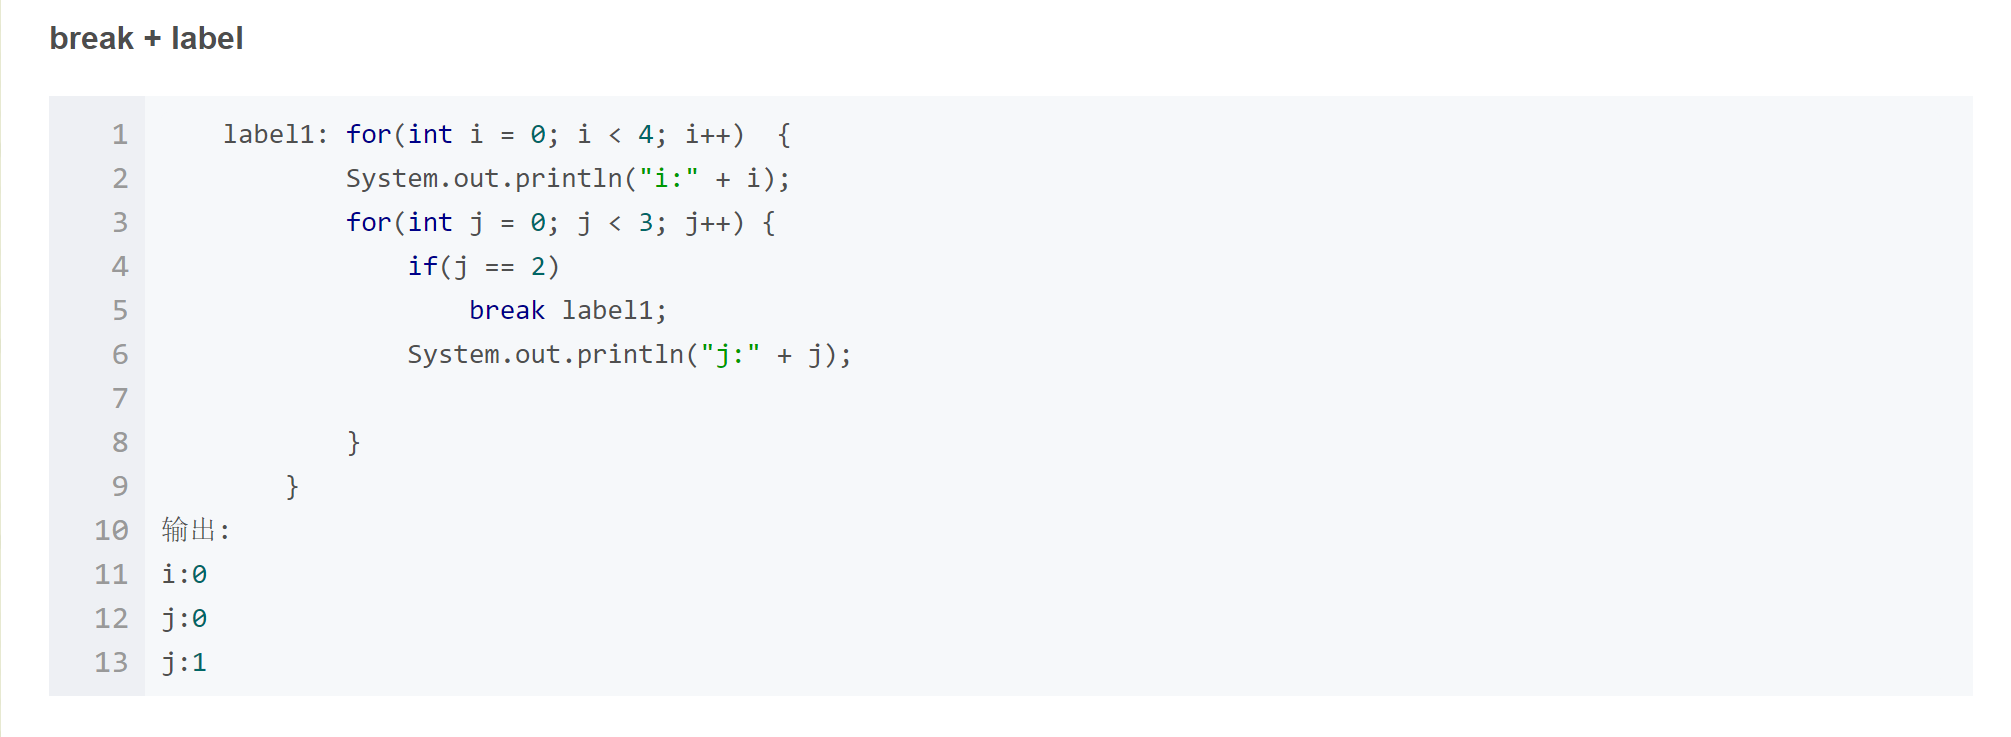 break + label
1 label1: for(int i = 0; i < 4; i++)  {
2 System.out.println("i:" + i);
3 for(int j = 0; j < 3; j++) {
4 if(j == 2)
5 break label1;
6 System.out.println("j:" + j);
7
8 }
9 }
10 输出:
11 i:0
12 j:0
13 j:1